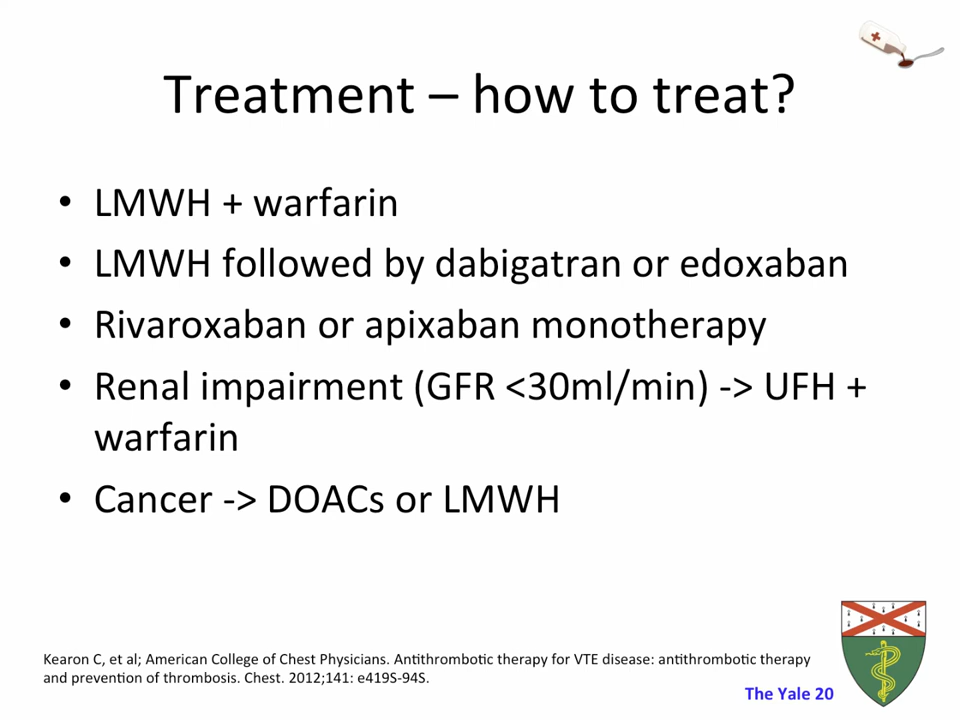 Treatment – how to treat?
• LMWH + warfarin
• LMWH followed by dabigatran or edoxaban
• Rivaroxaban or apixaban monotherapy
• Renal impairment (GFR <30ml/min) -> UFH +
warfarin
• Cancer -> DOACs or LMWH
Kearon C, et al; American College of Chest Physicians. Antithrombotic therapy for VTE disease: antithrombotic therapy
and prevention of thrombosis. Chest. 2012;141: e419S-94S.
The Yale 20